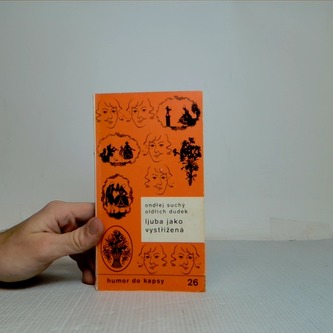 ondřej suchý
oldřich dudek
ljuba jako
vystřižená
humor do kapsy 26